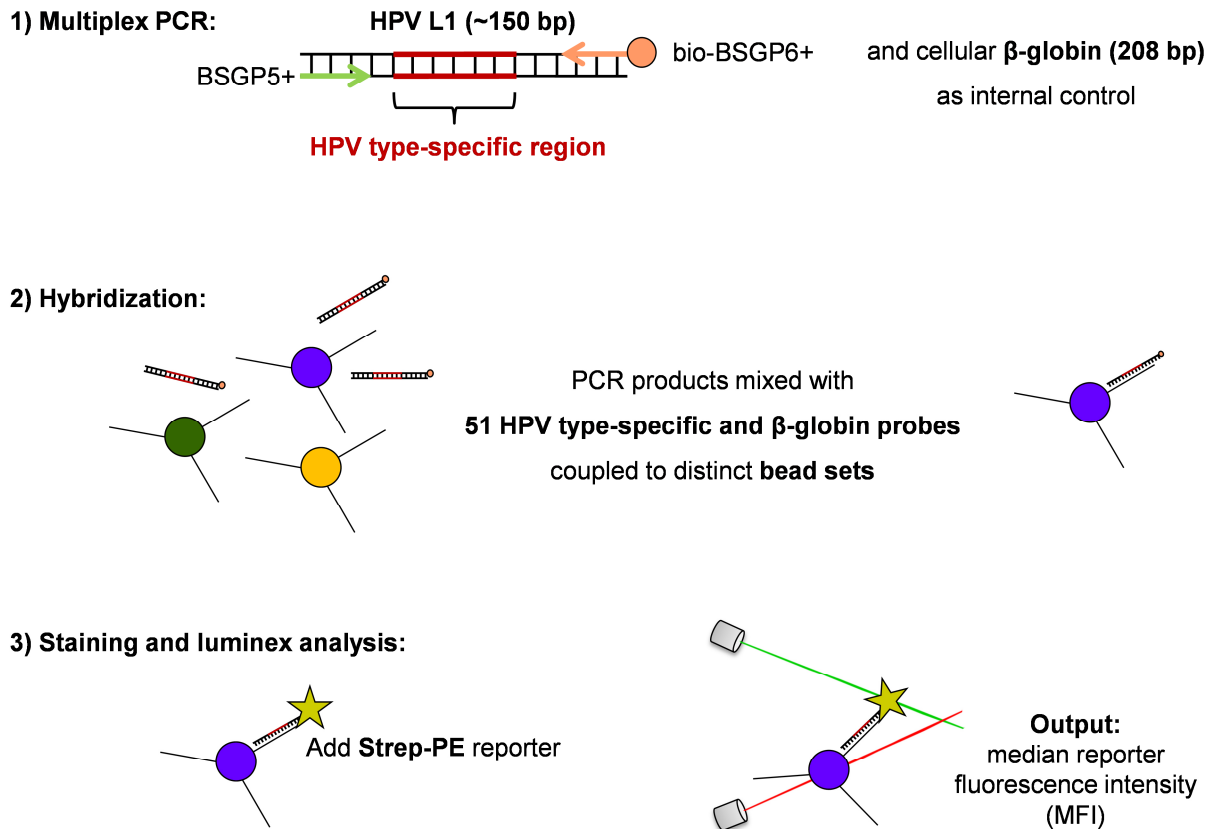 1) Multiplex PCR:
HPV L1 (~150 bp)
BSGP5+
bio-BSGP6+
HPV type-specific region
and cellular β-globin (208 bp)
as internal control
2) Hybridization:
PCR products mixed with
51 HPV type-specific and β-globin probes
coupled to distinct bead sets
3) Staining and luminex analysis:
Add Strep-PE reporter
Output:
median reporter
fluorescence intensity
(MFI)